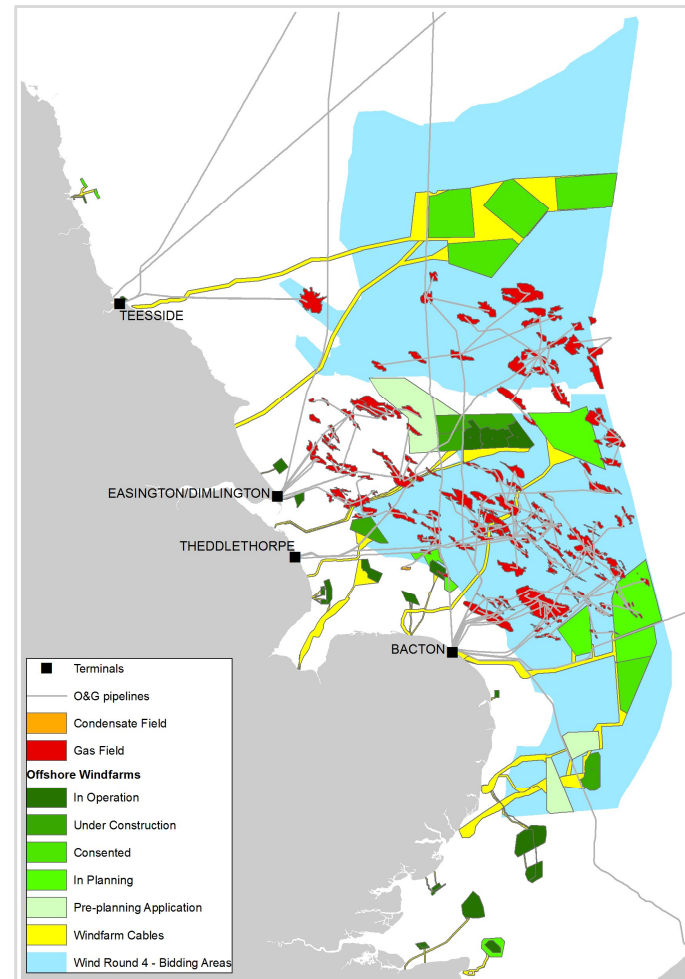 TEESSIDE
EASINGTON/DIMLINGTON
THEDDLETHORPE
BACTON
Terminals
O&G pipelines
Condensate Field
Gas Field
Offshore Windfarms
In Operation
Under Construction
Consented
In Planning
Pre-planning Application
Windfarm Cables
Wind Round 4 - Bidding Areas